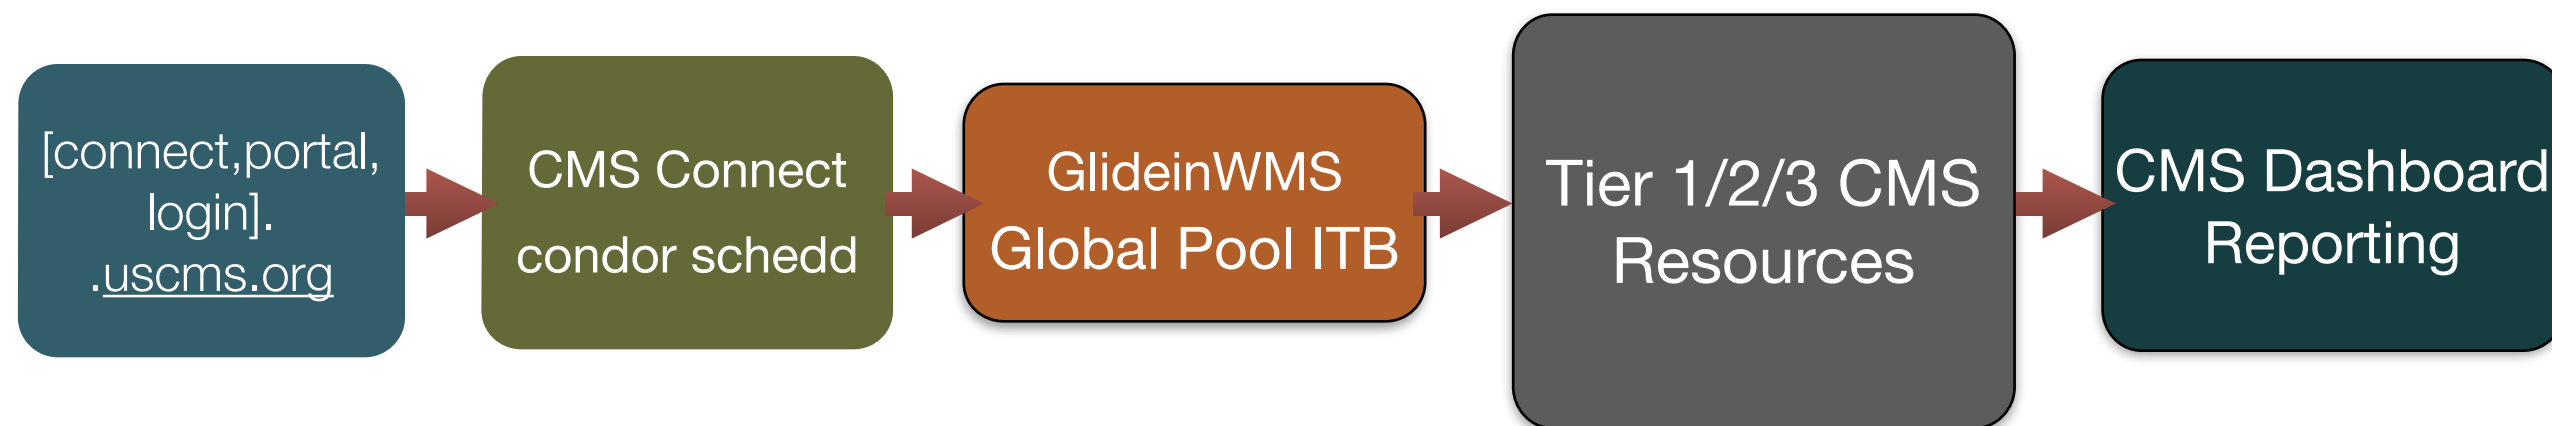 [connect,portal,
login].
.uscms.org
CMS Connect
condor schedd
GlideinWMS
Global Pool ITB
Tier 1/2/3 CMS
Resources
CMS Dashboard
Reporting